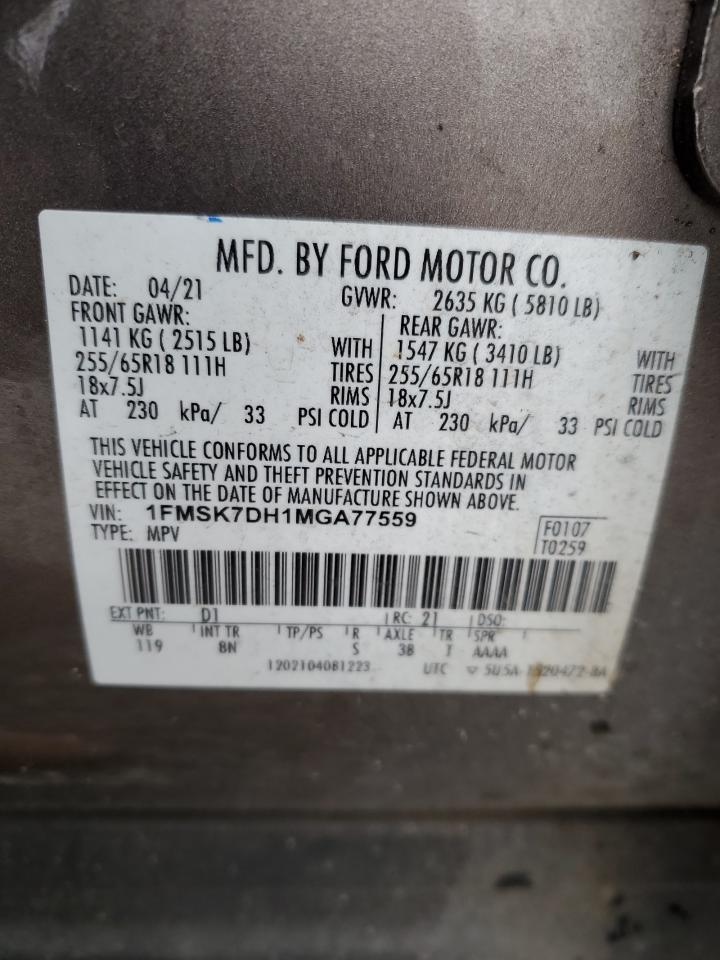 MFD. BY FORD MOTOR CO.
DATE: 04/21 GVWR: 2635 KG ( 5810 LB)
FRONT GAWR: REAR GAWR:
1141 KG ( 2515 LB) WITH 1547 KG ( 3410 LB) WITH
255/65R18 111H TIRES 255/65R18 111H TIRES
18x7.5J RIMS 18x7.5J RIMS
AT 230 kPa/ 33 PSI COLD AT 230 kPa/ 33 PSI COLD
THIS VEHICLE CONFORMS TO ALL APPLICABLE FEDERAL MOTOR
VEHICLE SAFETY AND THEFT PREVENTION STANDARDS IN
EFFECT ON THE DATE OF MANUFACTURE SHOWN ABOVE.
VIN: 1FMSK7DH1MGA77559 F0107
TYPE: MPV T0259
EXT PNT: D1 RC: 21 DSO:
WB INT TR TP/PS R AXLE TR SPR
119 8N S 38 T AAAA
1202104081223 UTC ▽ 5U5A-1520472-BA